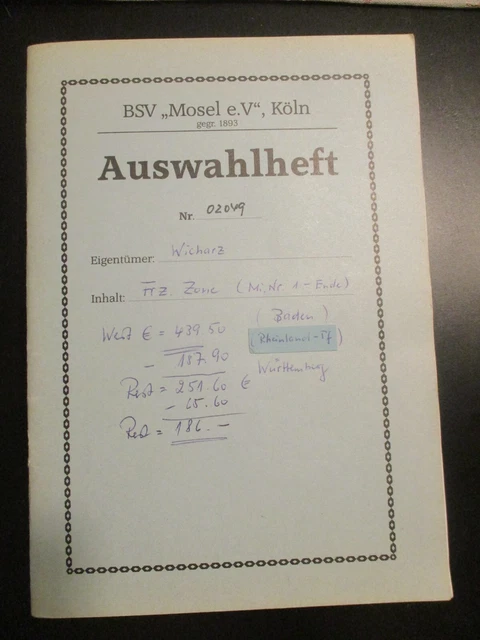 BSV „Mosel e.V“, Köln
gegr. 1893
Auswahlheft
Nr. 02049
Eigentümer: Wicharz
Inhalt: Frz. Zone (Mi. Nr. 1 - Ende)
(Baden)
(Rheinland-Pf)
Württemberg
Wert € = 439.50
- 187.90
Rest = 251.60 €
- 65.60
Rest = 186.—